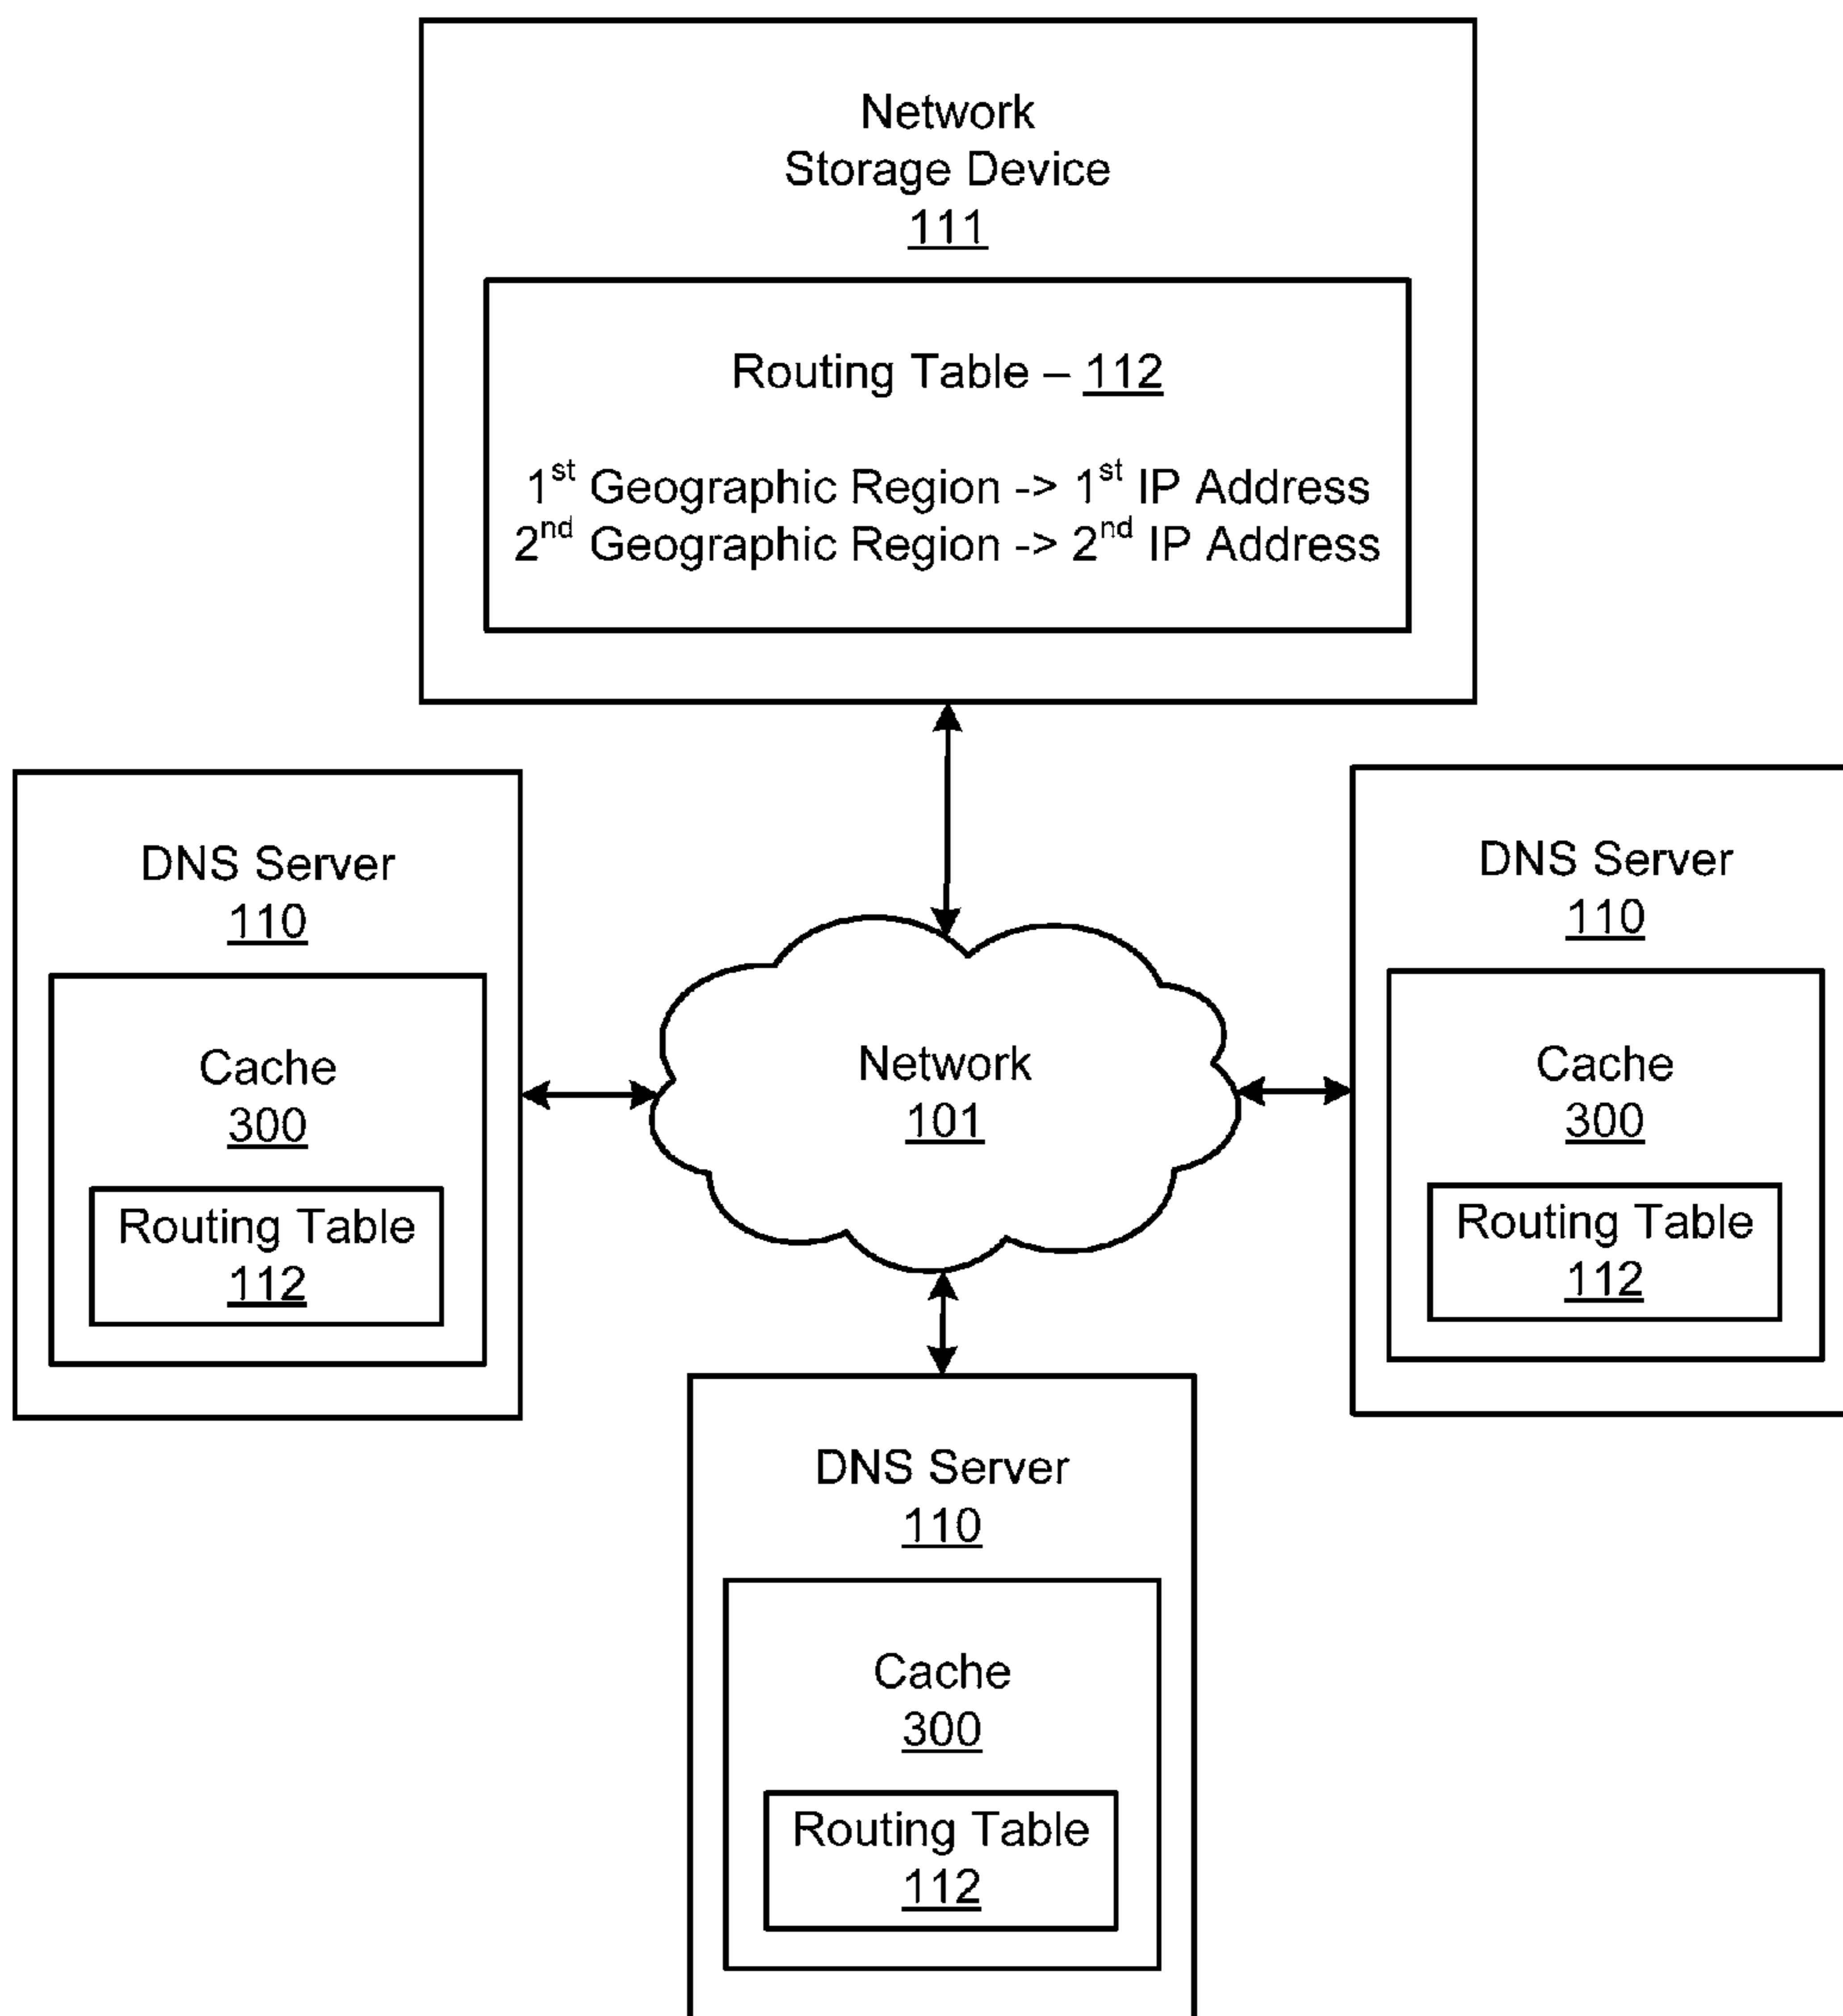 Network
Storage Device
111
Routing Table – 112
1st Geographic Region -> 1st IP Address
2nd Geographic Region -> 2nd IP Address
DNS Server
110
Cache
300
Routing Table
112
Network
101
DNS Server
110
Cache
300
Routing Table
112
DNS Server
110
Cache
300
Routing Table
112